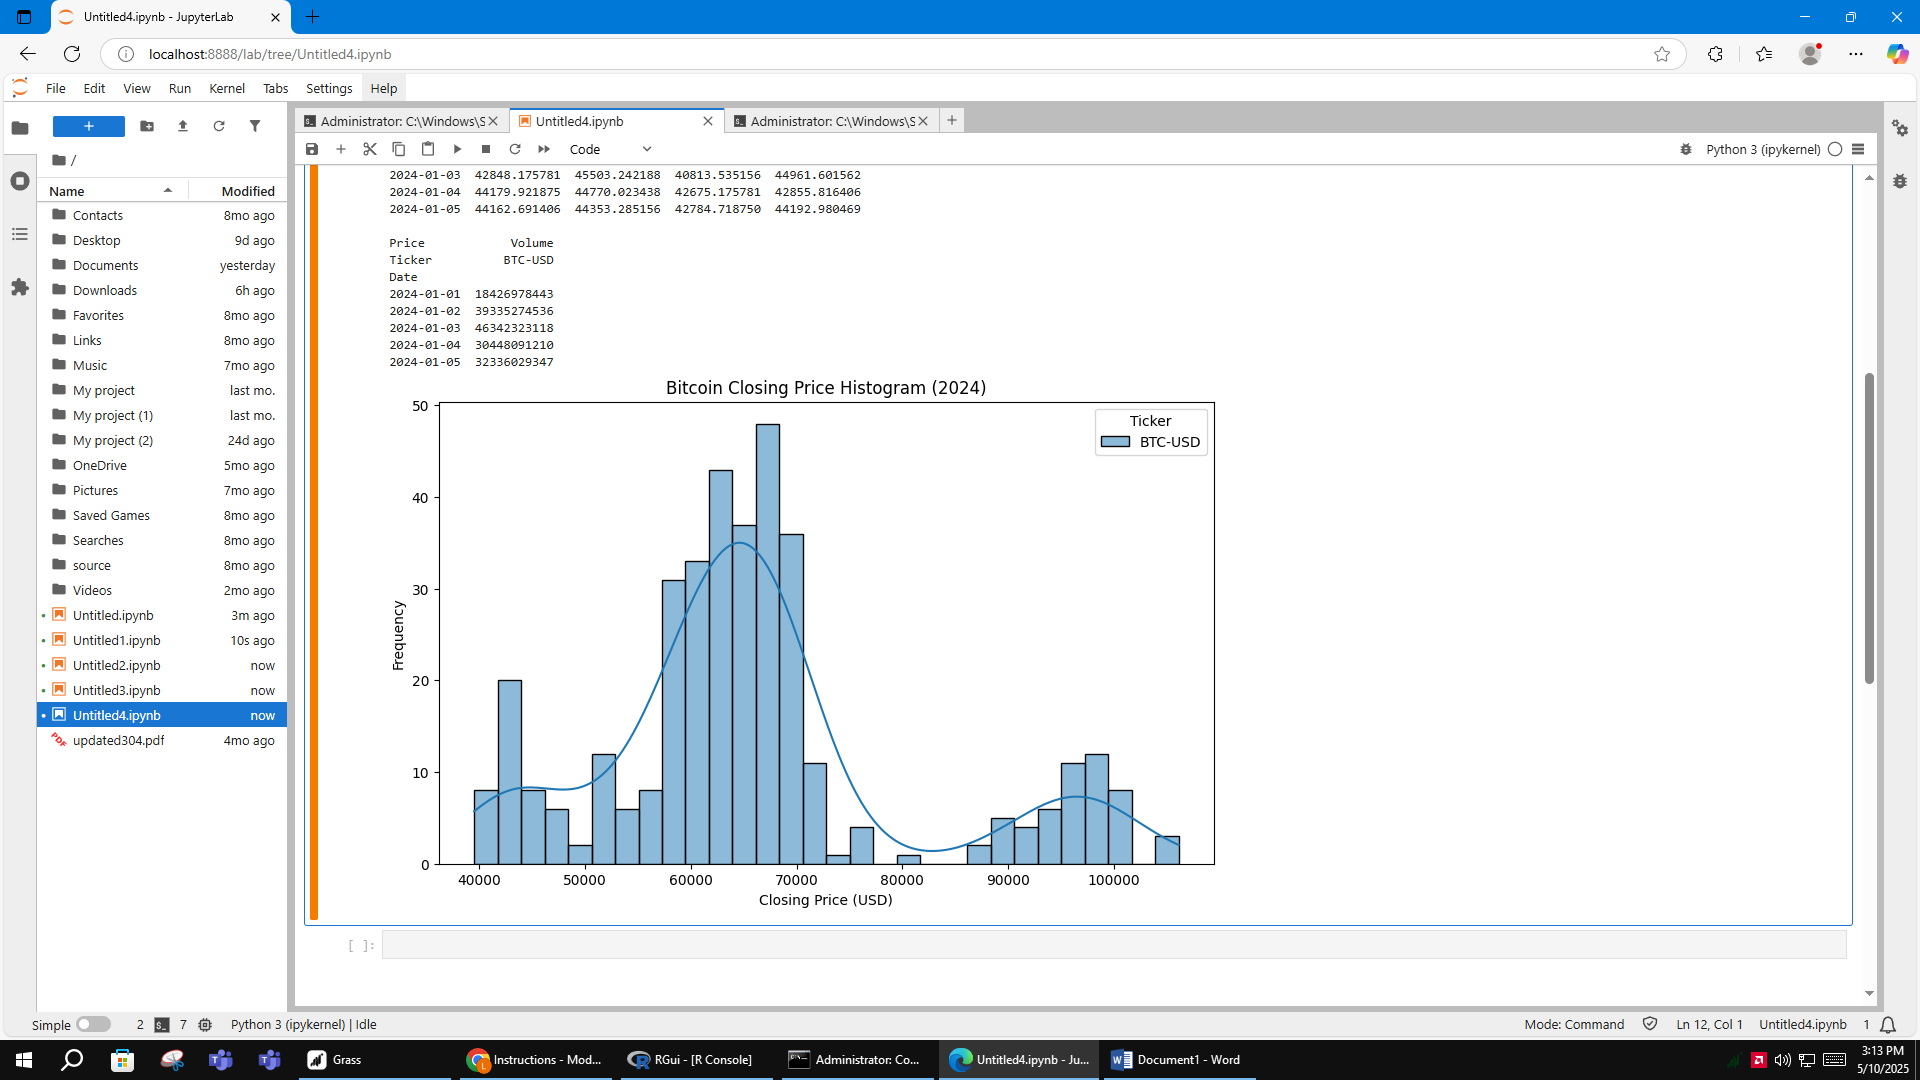 Untitled4.ipynb - JupyterLab
localhost:8888/lab/tree/Untitled4.ipynb
File Edit View Run Kernel Tabs Settings Help
Administrator: C:\Windows\S
Untitled4.ipynb
Administrator: C:\Windows\S
Code
Python 3 (ipykernel)
/
Name Modified
Contacts 8mo ago
Desktop 9d ago
Documents yesterday
Downloads 6h ago
Favorites 8mo ago
Links 8mo ago
Music 7mo ago
My project last mo.
My project (1) last mo.
My project (2) 24d ago
OneDrive 5mo ago
Pictures 7mo ago
Saved Games 8mo ago
Searches 8mo ago
source 8mo ago
Videos 2mo ago
Untitled.ipynb 3m ago
Untitled1.ipynb 10s ago
Untitled2.ipynb now
Untitled3.ipynb now
Untitled4.ipynb now
updated304.pdf 4mo ago
2024-01-03 42848.175781 45503.242188 40813.535156 44961.601562
2024-01-04 44179.921875 44770.023438 42675.175781 42855.816406
2024-01-05 44162.691406 44353.285156 42784.718750 44192.980469
Price Volume
Ticker BTC-USD
Date
2024-01-01 18426978443
2024-01-02 39335274536
2024-01-03 46342323118
2024-01-04 30448091210
2024-01-05 32336029347
Bitcoin Closing Price Histogram (2024)
Ticker
BTC-USD
Frequency
50
40
30
20
10
0
40000 50000 60000 70000 80000 90000 100000
Closing Price (USD)
[ ]:
Simple 2 7 Python 3 (ipykernel) | Idle
Mode: Command Ln 12, Col 1 Untitled4.ipynb 1
Grass
Instructions - Mod...
RGui - [R Console]
Administrator: Co...
Untitled4.ipynb - Ju...
Document1 - Word
3:13 PM
5/10/2025